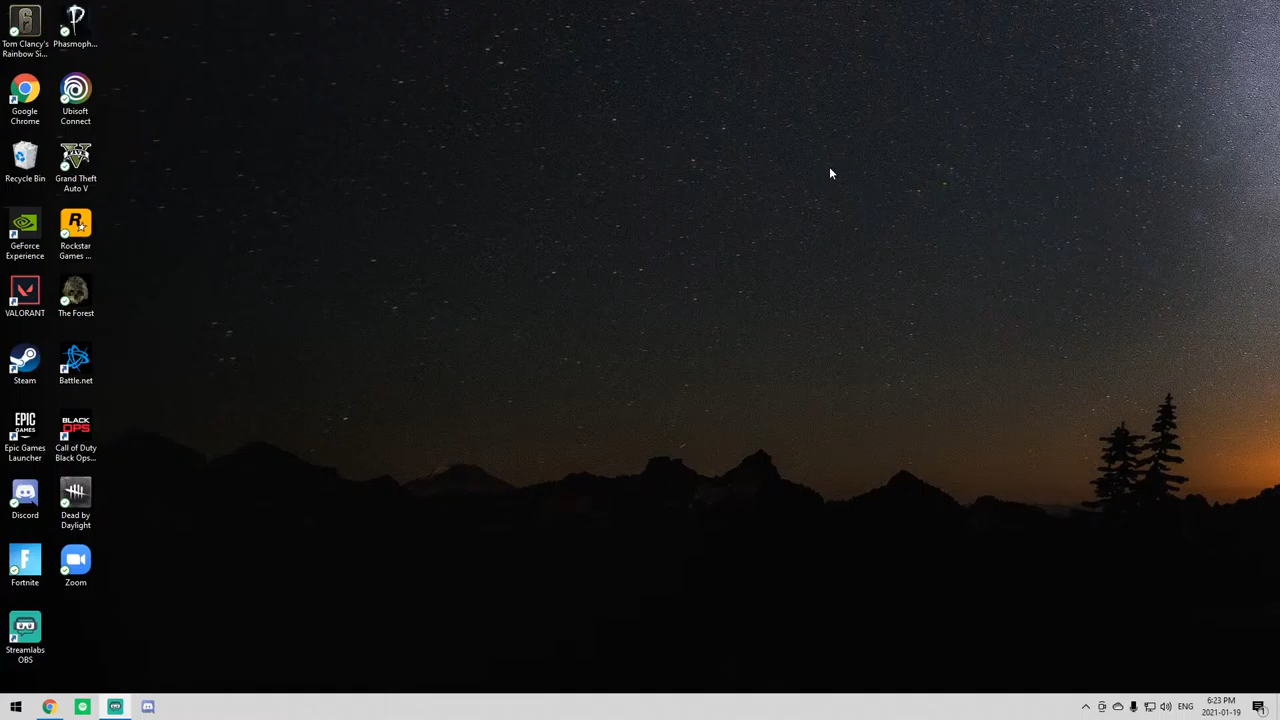 Tom Clancy's
Rainbow Si...
Phasmoph...
Google
Chrome
Ubisoft
Connect
Recycle Bin
Grand Theft
Auto V
GeForce
Experience
Rockstar
Games ...
VALORANT
The Forest
Steam
Battle.net
EPIC
GAMES
Epic Games
Launcher
BLACK
OPS
Call of Duty
Black Ops...
Discord
Dead by
Daylight
Fortnite
Zoom
Streamlabs
OBS
ENG
6:23 PM
2021-01-19